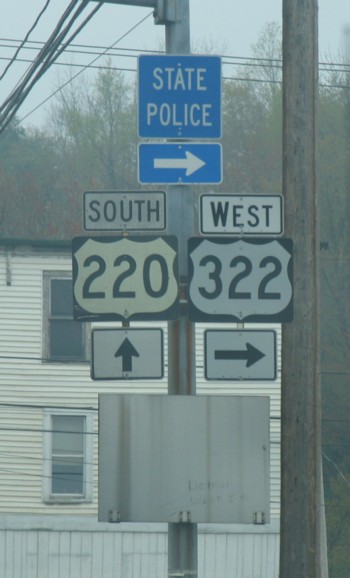 STATE
POLICE
SOUTH
WEST
220
322